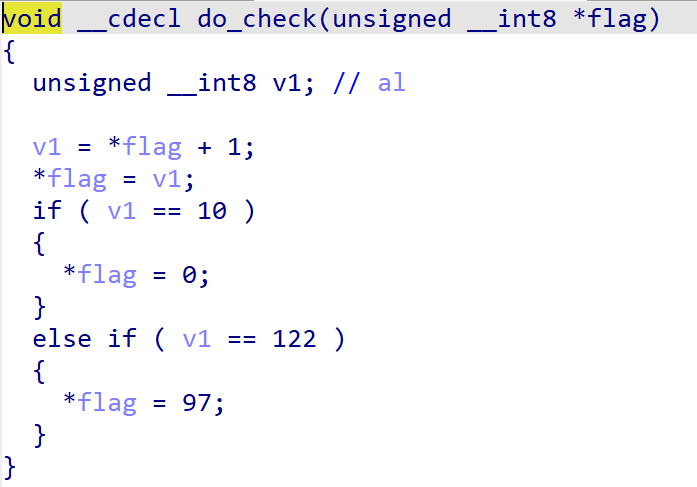 void __cdecl do_check(unsigned __int8 *flag)
{
  unsigned __int8 v1; // al

  v1 = *flag + 1;
  *flag = v1;
  if ( v1 == 10 )
  {
    *flag = 0;
  }
  else if ( v1 == 122 )
  {
    *flag = 97;
  }
}